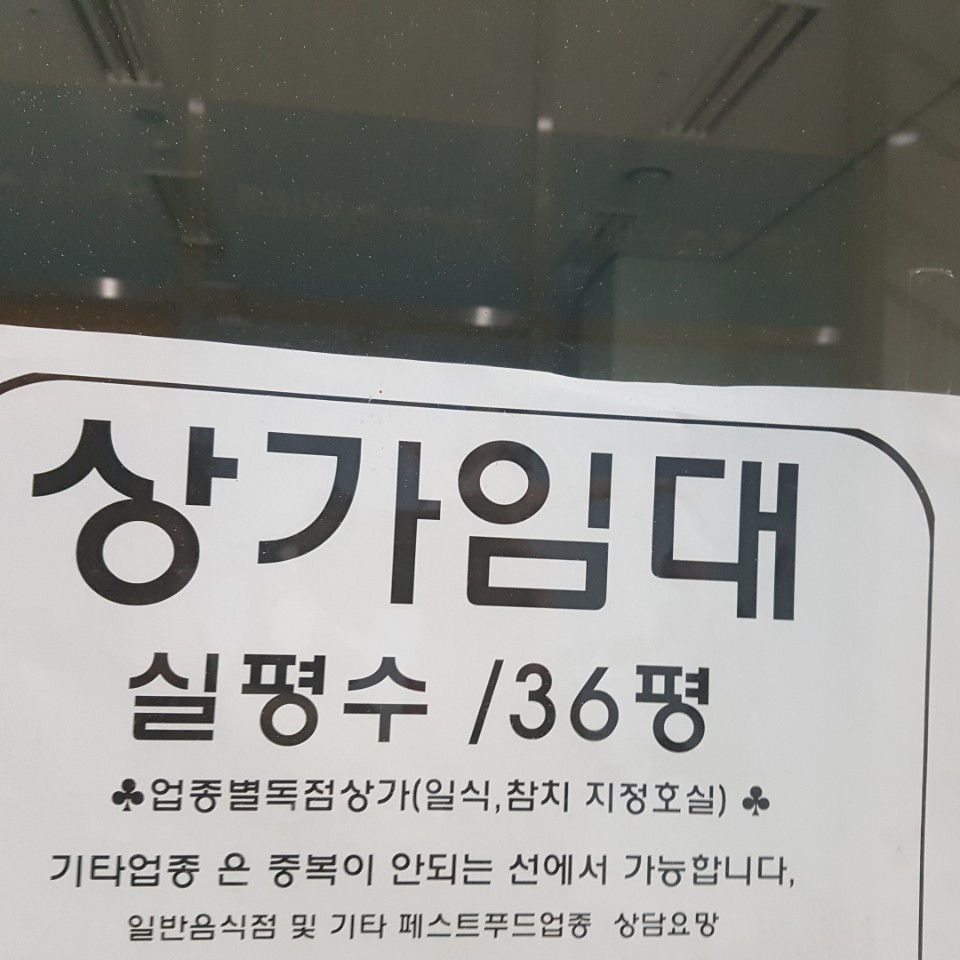 상가임대
실평수 /36평
♣업종별독점상가(일식,참치 지정호실) ♣
기타업종 은 중복이 안되는 선에서 가능합니다,
일반음식점 및 기타 페스트푸드업종 상담요망